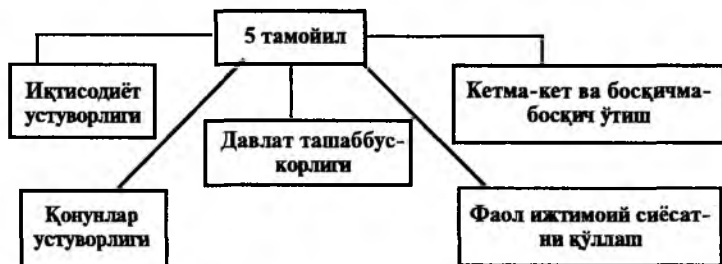 5 тамойил
Иқтисодиёт
устуворлиги
Кетма-кет ва босқичма-
босқич ўтиш
Давлат ташаббус-
корлиги
Қонунлар
устуворлиги
Фаол ижтимоий сиёсат-
ни қўллаш